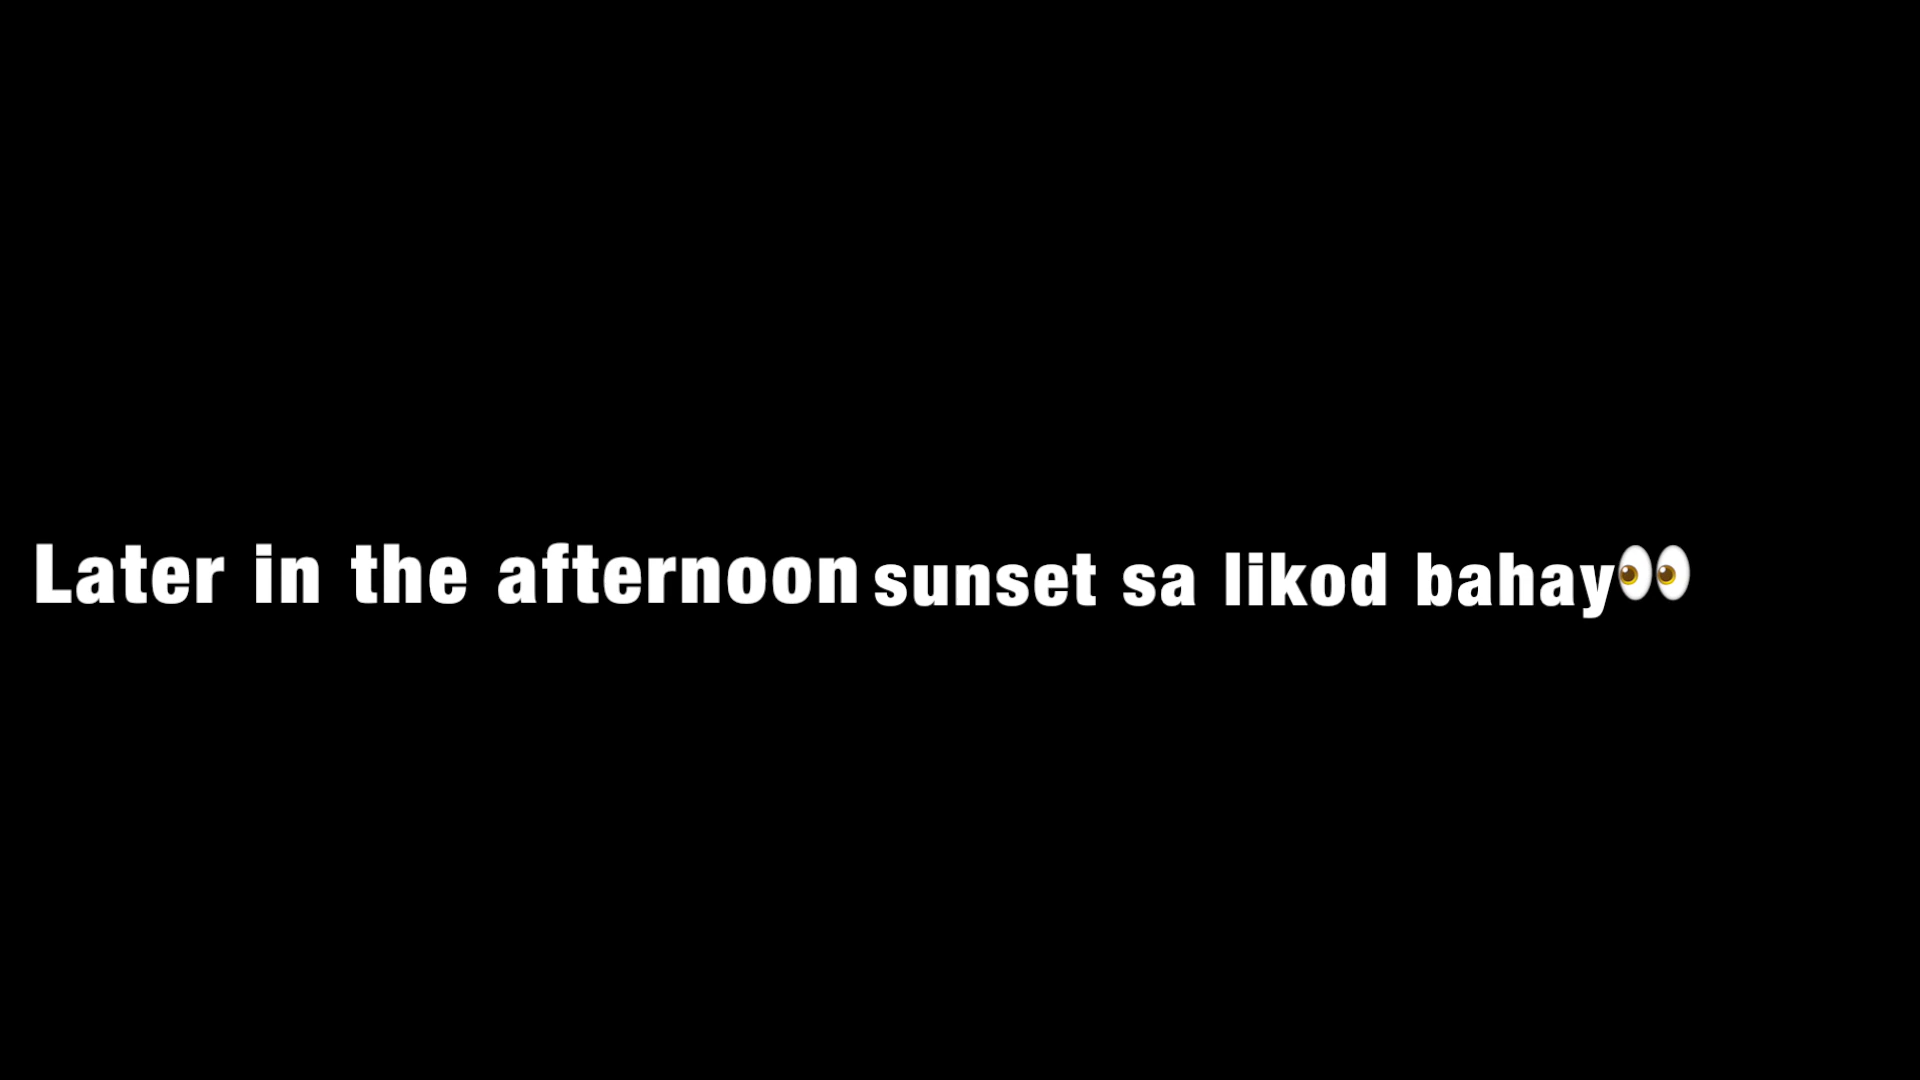 Later in the afternoon sunset sa likod bahay👀